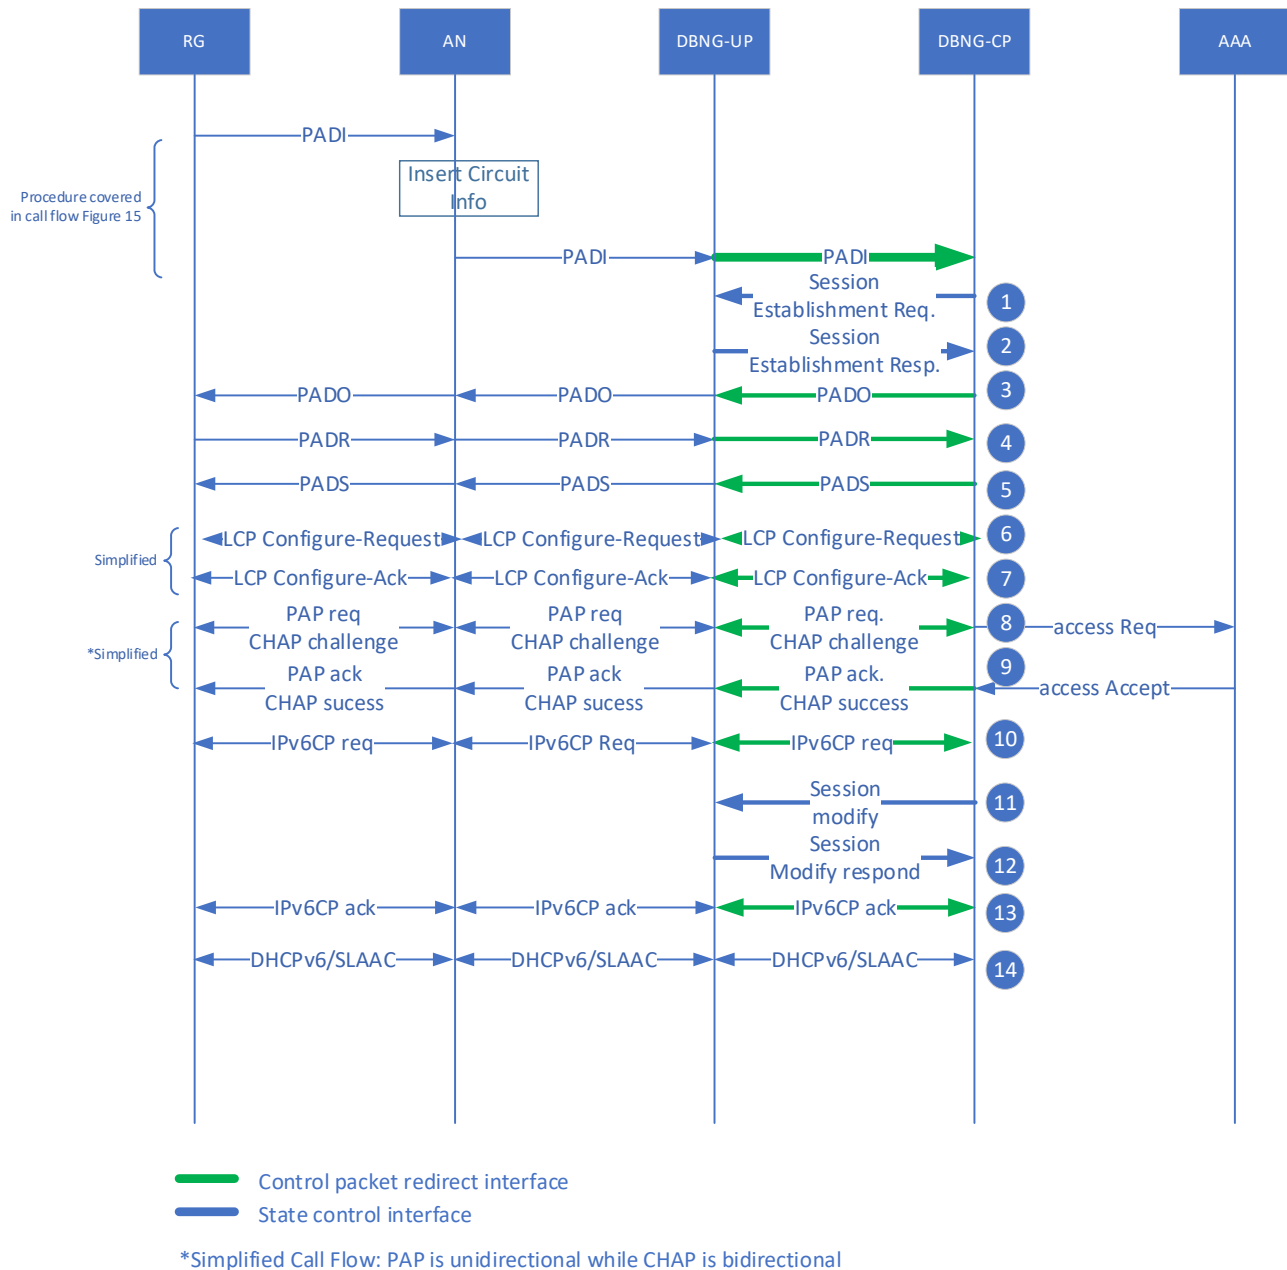 RG
AN
DBNG-UP
DBNG-CP
AAA
PADI
Procedure covered
in call flow Figure 15
Insert Circuit
Info
PADI
PADI
Session
Establishment Req.
1
Session
Establishment Resp.
2
PADO
PADO
PADO
3
PADR
PADR
PADR
4
PADS
PADS
PADS
5
Simplified
LCP Configure-Request
LCP Configure-Request
LCP Configure-Request
6
LCP Configure-Ack
LCP Configure-Ack
LCP Configure-Ack
7
*Simplified
PAP req
CHAP challenge
PAP req
CHAP challenge
PAP req.
CHAP challenge
8
access Req
PAP ack
CHAP sucess
PAP ack
CHAP sucess
PAP ack.
CHAP success
9
access Accept
IPv6CP req
IPv6CP Req
IPv6CP req
10
Session
modify
11
Session
Modify respond
12
IPv6CP ack
IPv6CP ack
IPv6CP ack
13
DHCPv6/SLAAC
DHCPv6/SLAAC
DHCPv6/SLAAC
14
Control packet redirect interface
State control interface
*Simplified Call Flow: PAP is unidirectional while CHAP is bidirectional